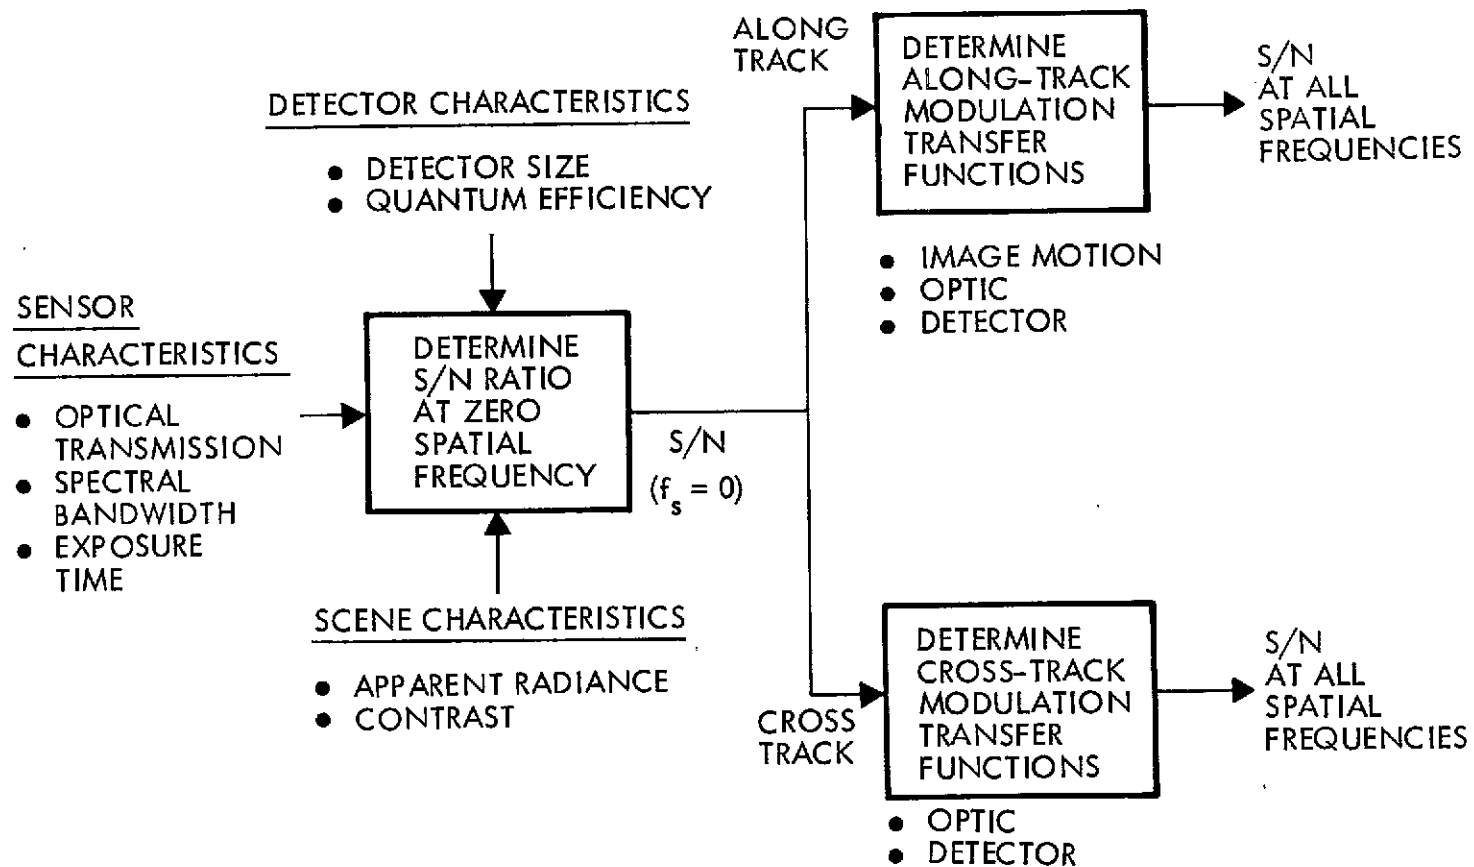 DETECTOR CHARACTERISTICS
● DETECTOR SIZE
● QUANTUM EFFICIENCY
SENSOR
CHARACTERISTICS
● OPTICAL
TRANSMISSION
● SPECTRAL
BANDWIDTH
● EXPOSURE
TIME
DETERMINE
S/N RATIO
AT ZERO
SPATIAL
FREQUENCY
SCENE CHARACTERISTICS
● APPARENT RADIANCE
● CONTRAST
S/N
(f_s = 0)
ALONG
TRACK
DETERMINE
ALONG-TRACK
MODULATION
TRANSFER
FUNCTIONS
● IMAGE MOTION
● OPTIC
● DETECTOR
S/N
AT ALL
SPATIAL
FREQUENCIES
CROSS
TRACK
DETERMINE
CROSS-TRACK
MODULATION
TRANSFER
FUNCTIONS
● OPTIC
● DETECTOR
S/N
AT ALL
SPATIAL
FREQUENCIES